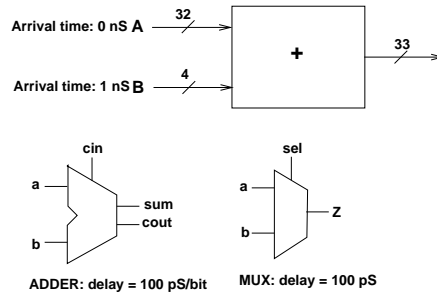 32
Arrival time: 0 nS A
+
33
4
Arrival time: 1 nS B
cin
sel
a
a
sum
Z
cout
b
b
ADDER: delay = 100 pS/bit
MUX: delay = 100 pS